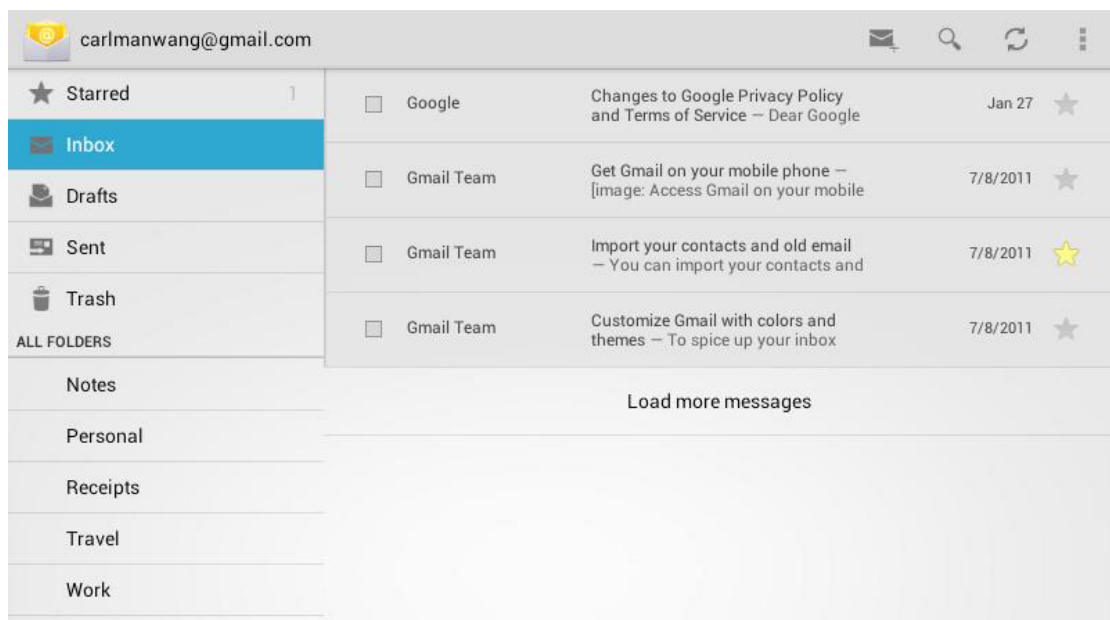 carlmanwang@gmail.com
Starred 1
Inbox
Drafts
Sent
Trash
ALL FOLDERS
Notes
Personal
Receipts
Travel
Work
Google
Changes to Google Privacy Policy
and Terms of Service — Dear Google
Jan 27
Gmail Team
Get Gmail on your mobile phone —
[image: Access Gmail on your mobile
7/8/2011
Gmail Team
Import your contacts and old email
— You can import your contacts and
7/8/2011
Gmail Team
Customize Gmail with colors and
themes — To spice up your inbox
7/8/2011
Load more messages